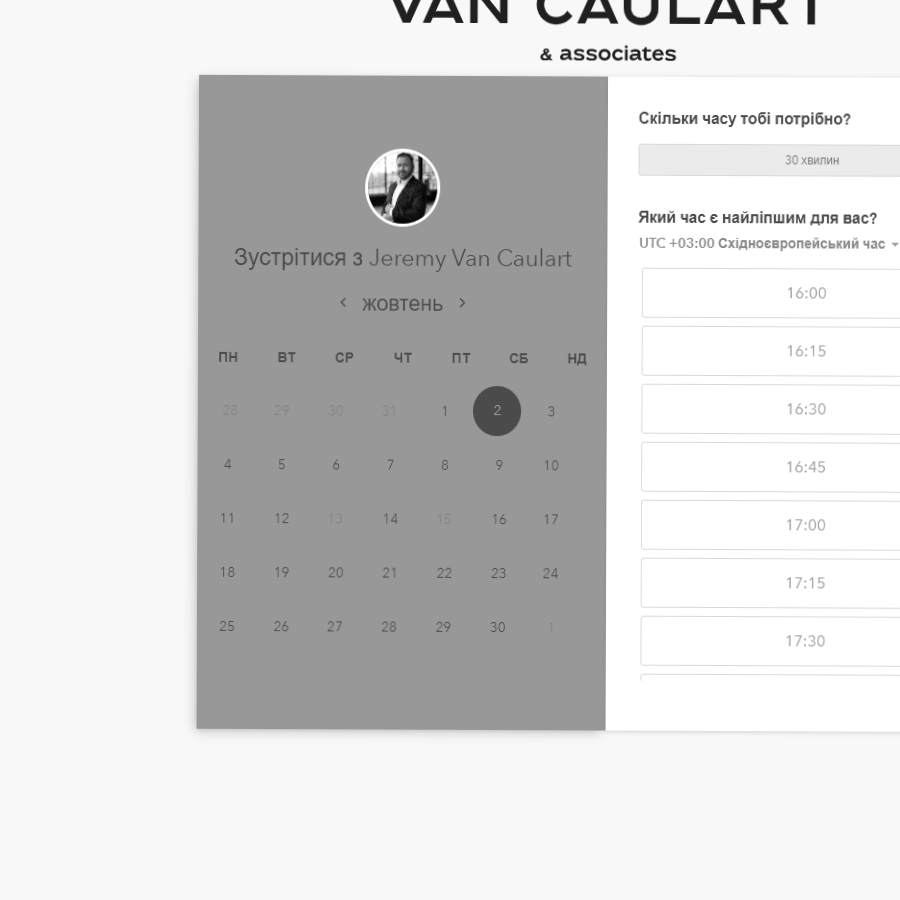 VAN CAULART
& associates
Зустрітися з Jeremy Van Caulart
жовтень
ПН ВТ СР ЧТ ПТ СБ НД
28 29 30 31 1 2 3
4 5 6 7 8 9 10
11 12 13 14 15 16 17
18 19 20 21 22 23 24
25 26 27 28 29 30 1
Скільки часу тобі потрібно?
30 хвилин
Який час є найліпшим для вас?
UTC +03:00 Східноєвропейський час
16:00
16:15
16:30
16:45
17:00
17:15
17:30